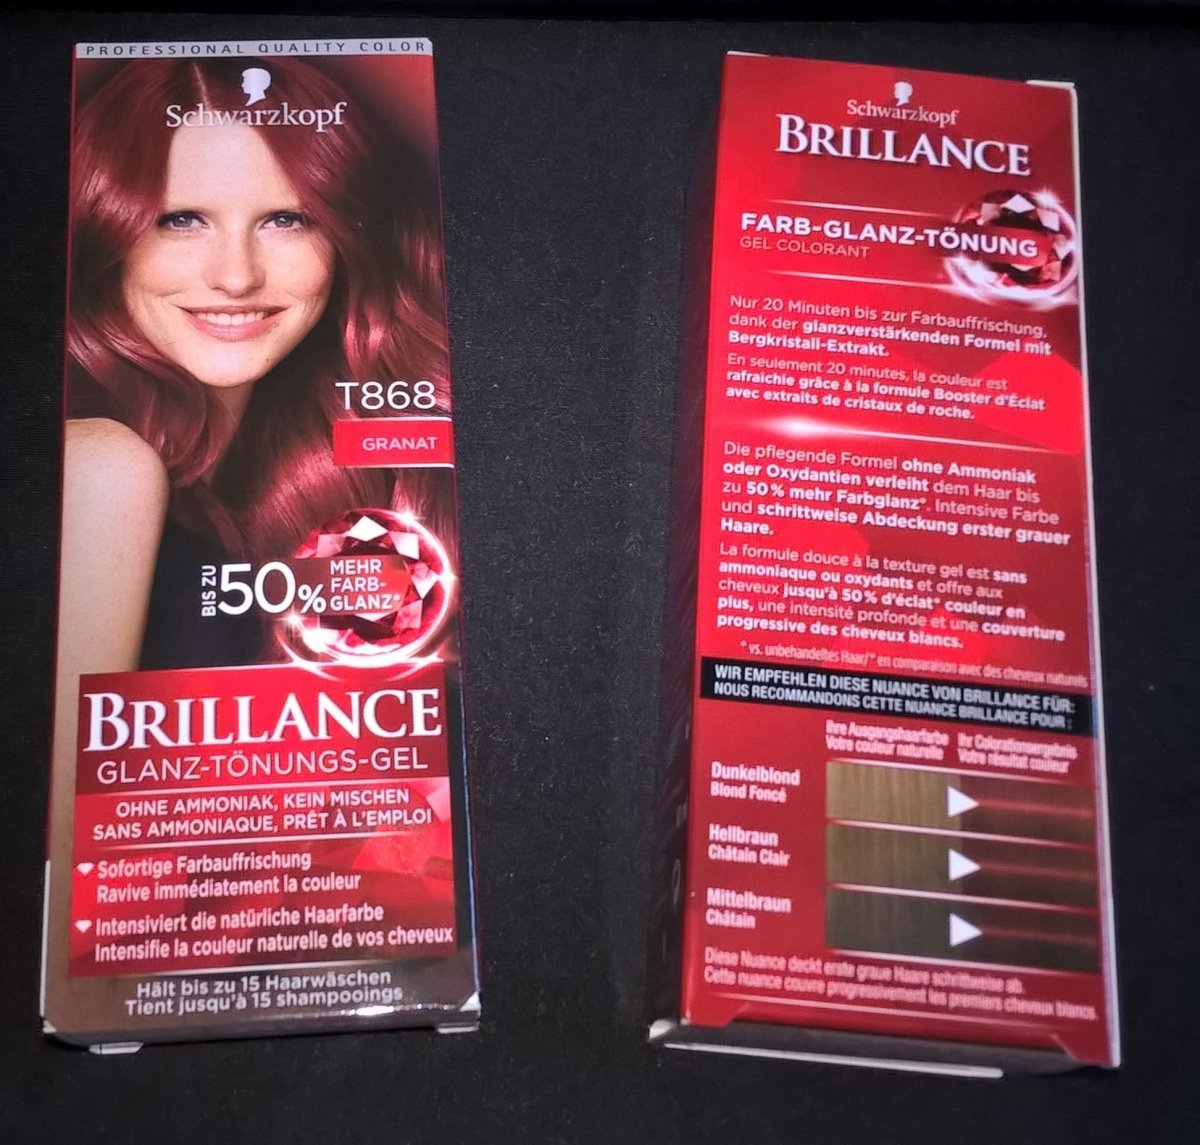 PROFESSIONAL QUALITY COLOR
Schwarzkopf
T868
GRANAT
BIS ZU
50%
MEHR
FARB-
GLANZ*
BRILLANCE
GLANZ-TÖNUNGS-GEL
OHNE AMMONIAK, KEIN MISCHEN
SANS AMMONIAQUE, PRÊT À L'EMPLOI
Sofortige Farbauffrischung
Ravive immédiatement la couleur
Intensiviert die natürliche Haarfarbe
Intensifie la couleur naturelle de vos cheveux
Hält bis zu 15 Haarwäschen
Tient jusqu'à 15 shampooings
Schwarzkopf
BRILLANCE
FARB-GLANZ-TÖNUNG
GEL COLORANT
Nur 20 Minuten bis zur Farbauffrischung,
dank der glanzverstärkenden Formel mit
Bergkristall-Extrakt.
En seulement 20 minutes, la couleur est
rafraichie grâce à la formule Booster d'Éclat
avec extraits de cristaux de roche.
Die pflegende Formel ohne Ammoniak
oder Oxydantien verleiht dem Haar bis
zu 50% mehr Farbglanz*. Intensive Farbe
und schrittweise Abdeckung erster grauer
Haare.
La formule douce à la texture gel est sans
ammoniaque ou oxydants et offre aux
cheveux jusqu'à 50% d'éclat* couleur en
plus, une intensité profonde et une couverture
progressive des cheveux blancs.
* vs. unbehandeltes Haar/* en comparaison avec des cheveux naturels
WIR EMPFEHLEN DIESE NUANCE VON BRILLANCE FÜR:
NOUS RECOMMANDONS CETTE NUANCE BRILLANCE POUR :
Ihre Ausgangshaarfarbe
Votre couleur naturelle
Ihr Colorationsergebnis
Votre résultat couleur
Dunkelblond
Blond Foncé
Hellbraun
Châtain Clair
Mittelbraun
Châtain
Diese Nuance deckt erste graue Haare schrittweise ab.
Cette nuance couvre progressivement les premiers cheveux blancs.